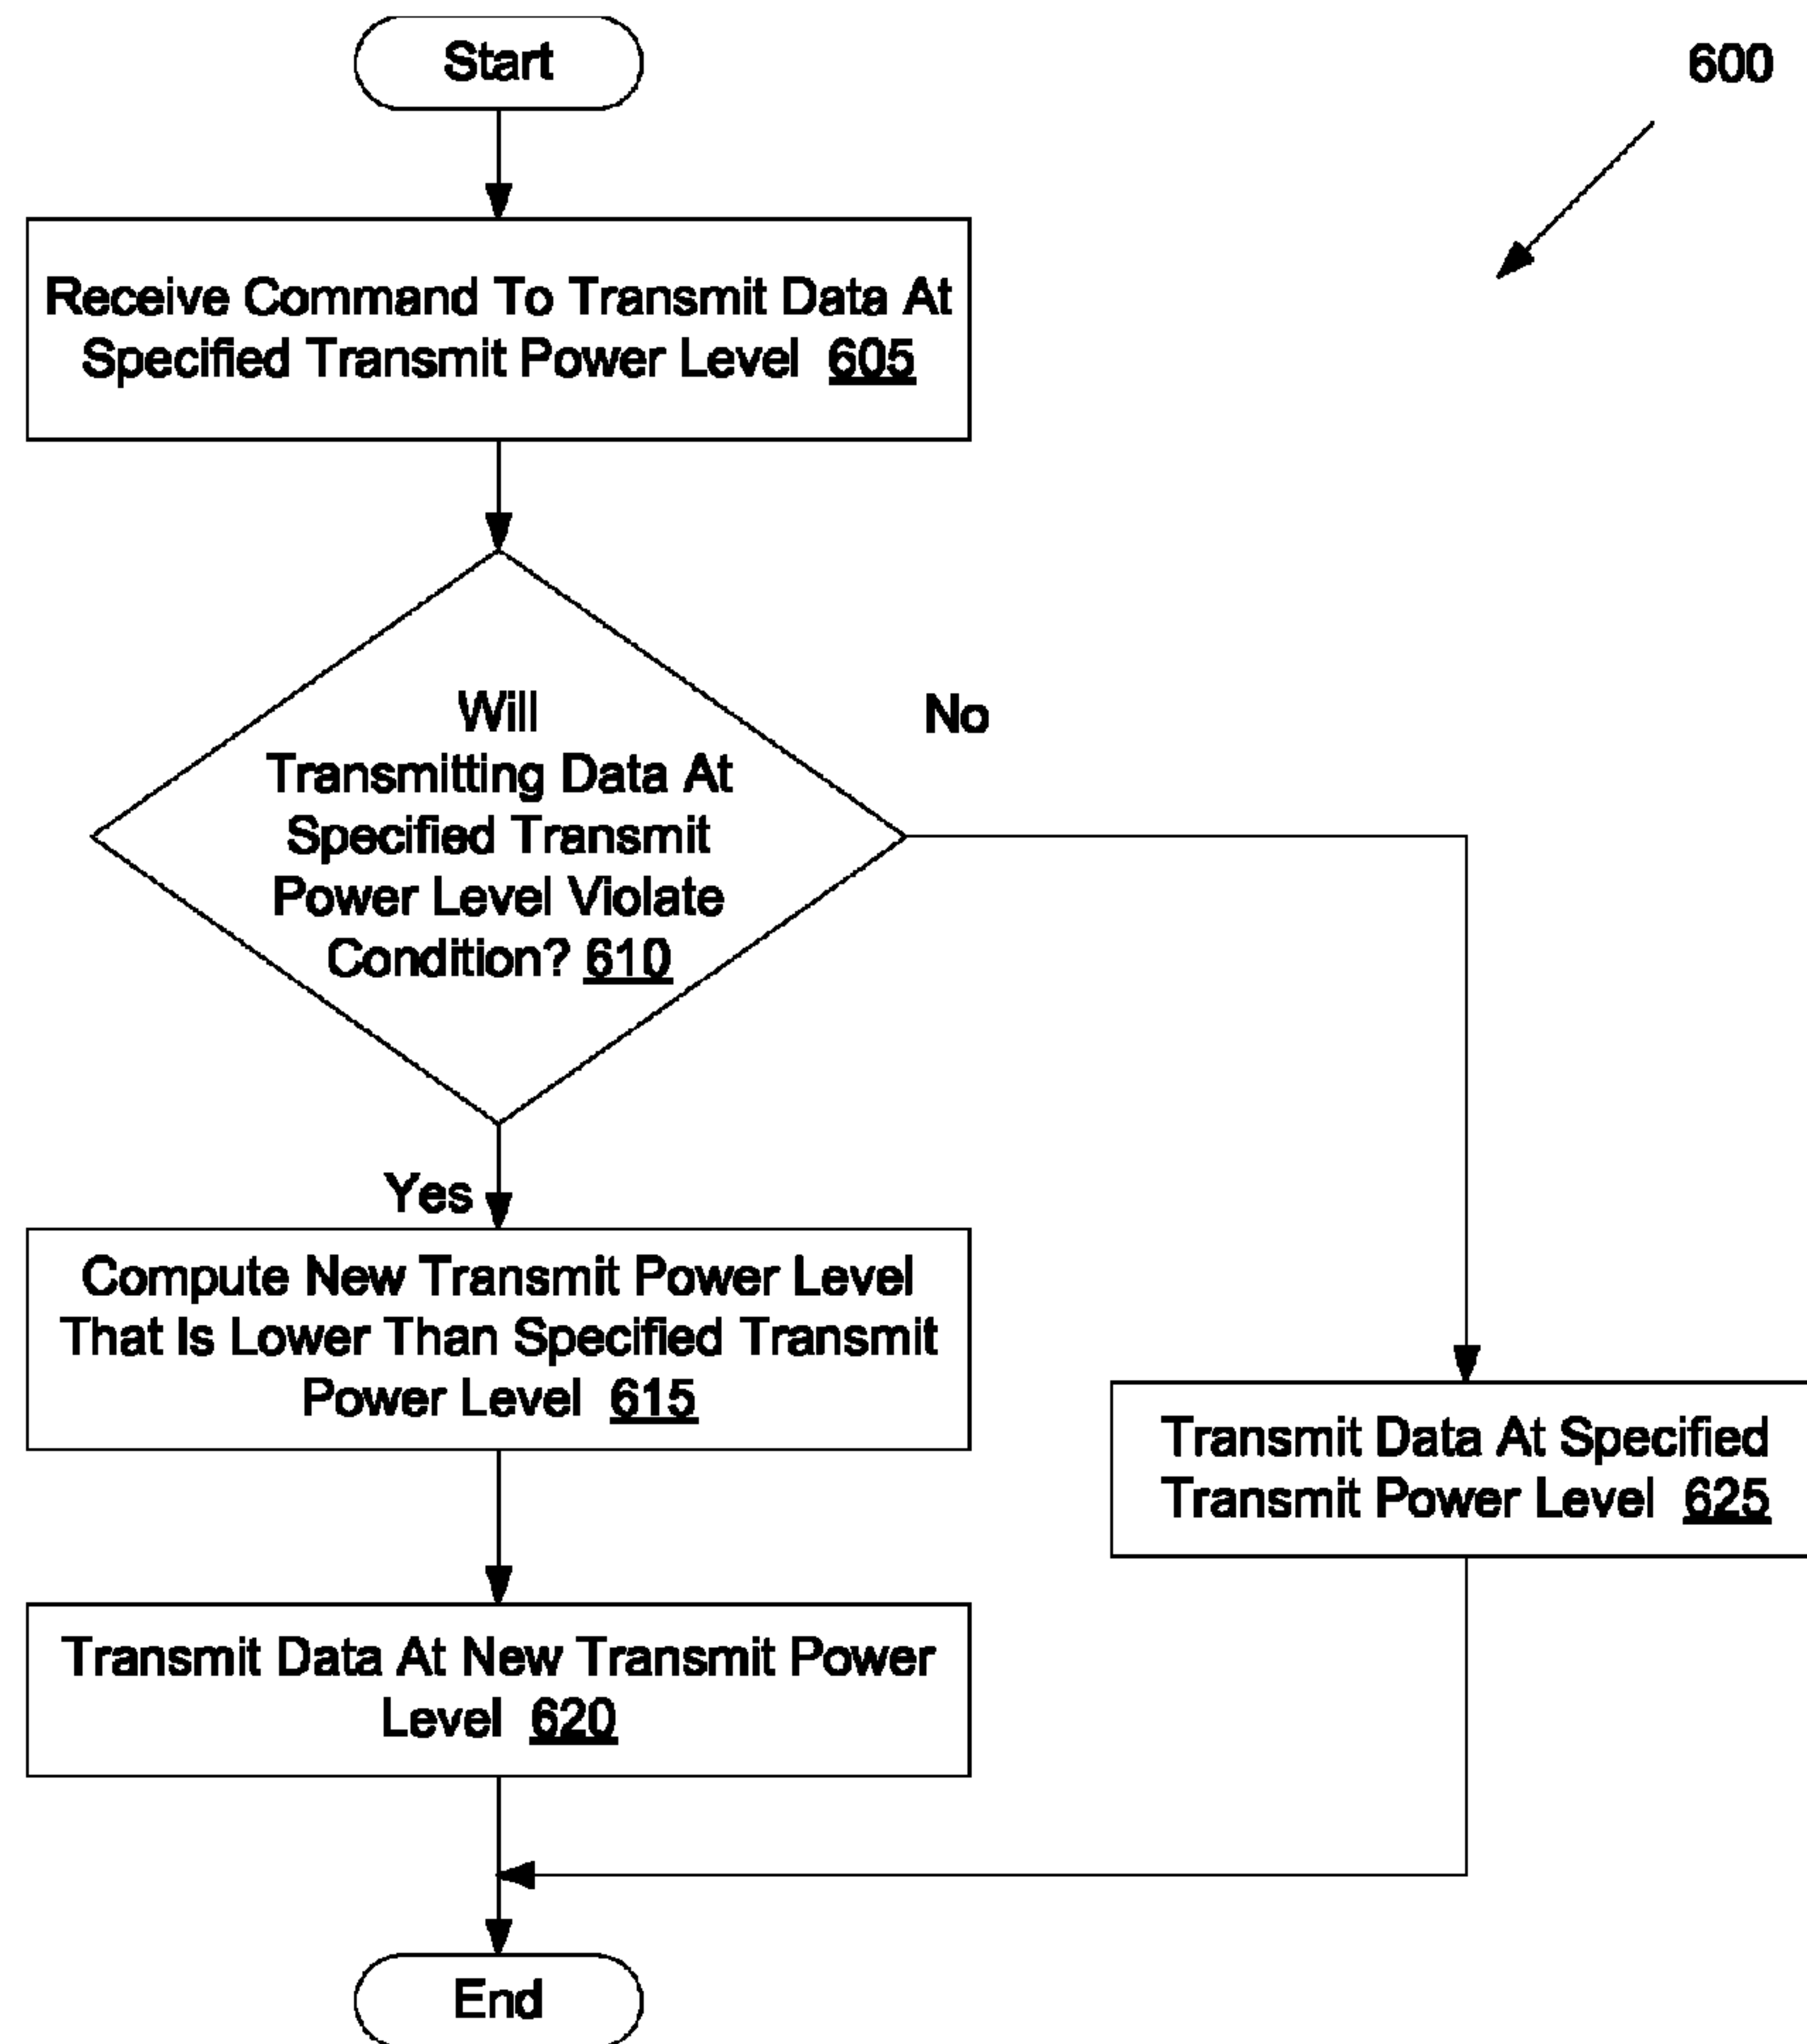 Start
600
Receive Command To Transmit Data At
Specified Transmit Power Level 605
Will
Transmitting Data At
Specified Transmit
Power Level Violate
Condition? 610
No
Yes
Compute New Transmit Power Level
That Is Lower Than Specified Transmit
Power Level 615
Transmit Data At Specified
Transmit Power Level 625
Transmit Data At New Transmit Power
Level 620
End